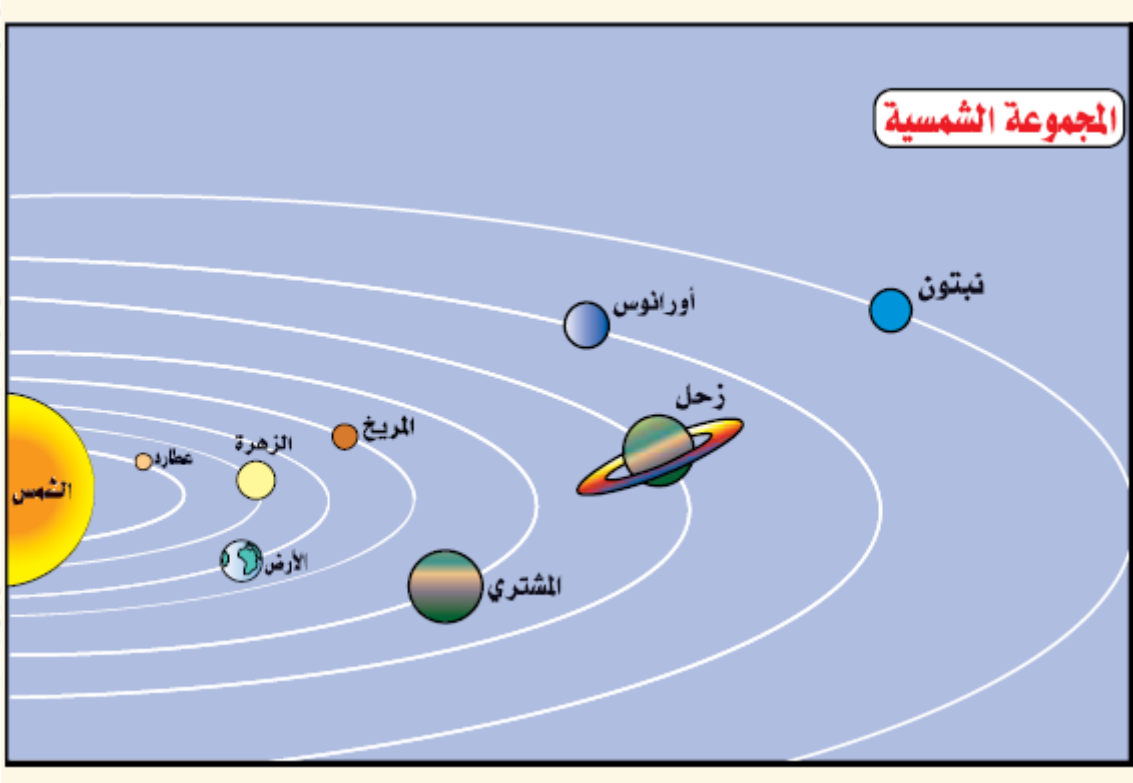 المجموعة الشمسية
نبتون
أورانوس
زحل
المريخ
الزهرة
عطارد
الشمس
الأرض
المشتري